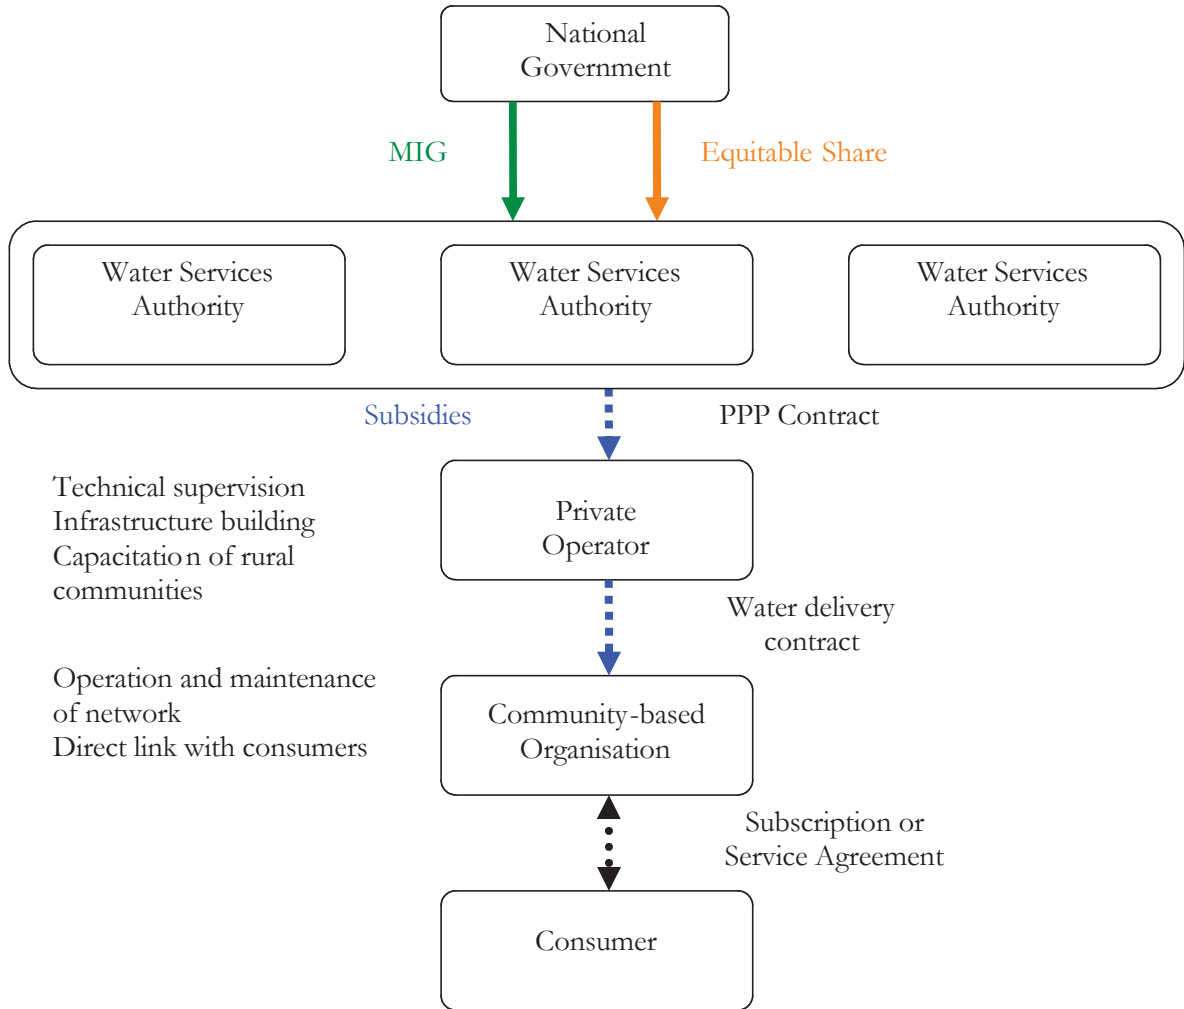 National
Government
MIG
Equitable Share
Water Services
Authority
Water Services
Authority
Water Services
Authority
Subsidies
PPP Contract
Technical supervision
Infrastructure building
Capacitation of rural
communities
Private
Operator
Water delivery
contract
Operation and maintenance
of network
Direct link with consumers
Community-based
Organisation
Subscription or
Service Agreement
Consumer